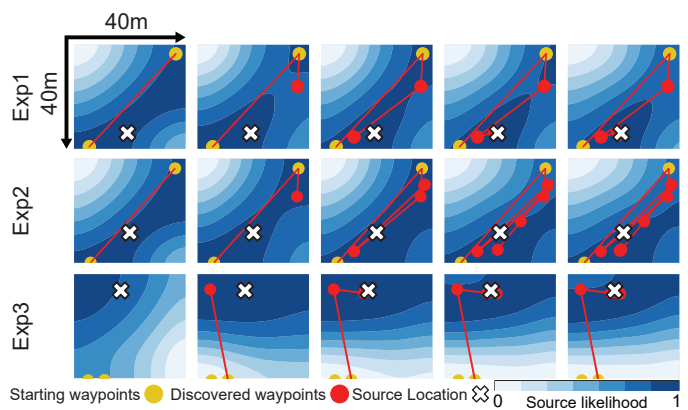 40m
40m
Exp1
Exp2
Exp3
Starting waypoints Discovered waypoints Source Location 0 1
Source likelihood